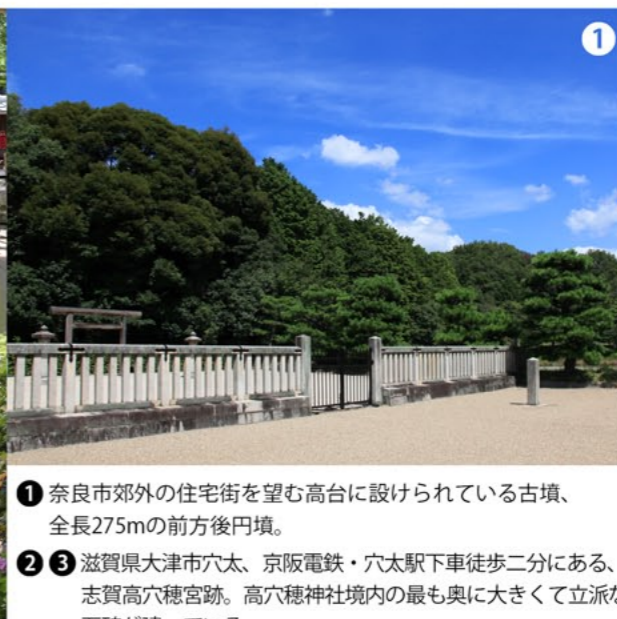 ❶
❶ 奈良市郊外の住宅街を望む高台に設けられている古墳、
全長275mの前方後円墳。
❷❸ 滋賀県大津市穴太、京阪電鉄・穴太駅下車徒歩二分にある、
志賀高穴穂宮跡。高穴穂神社境内の最も奥に大きくて立派な